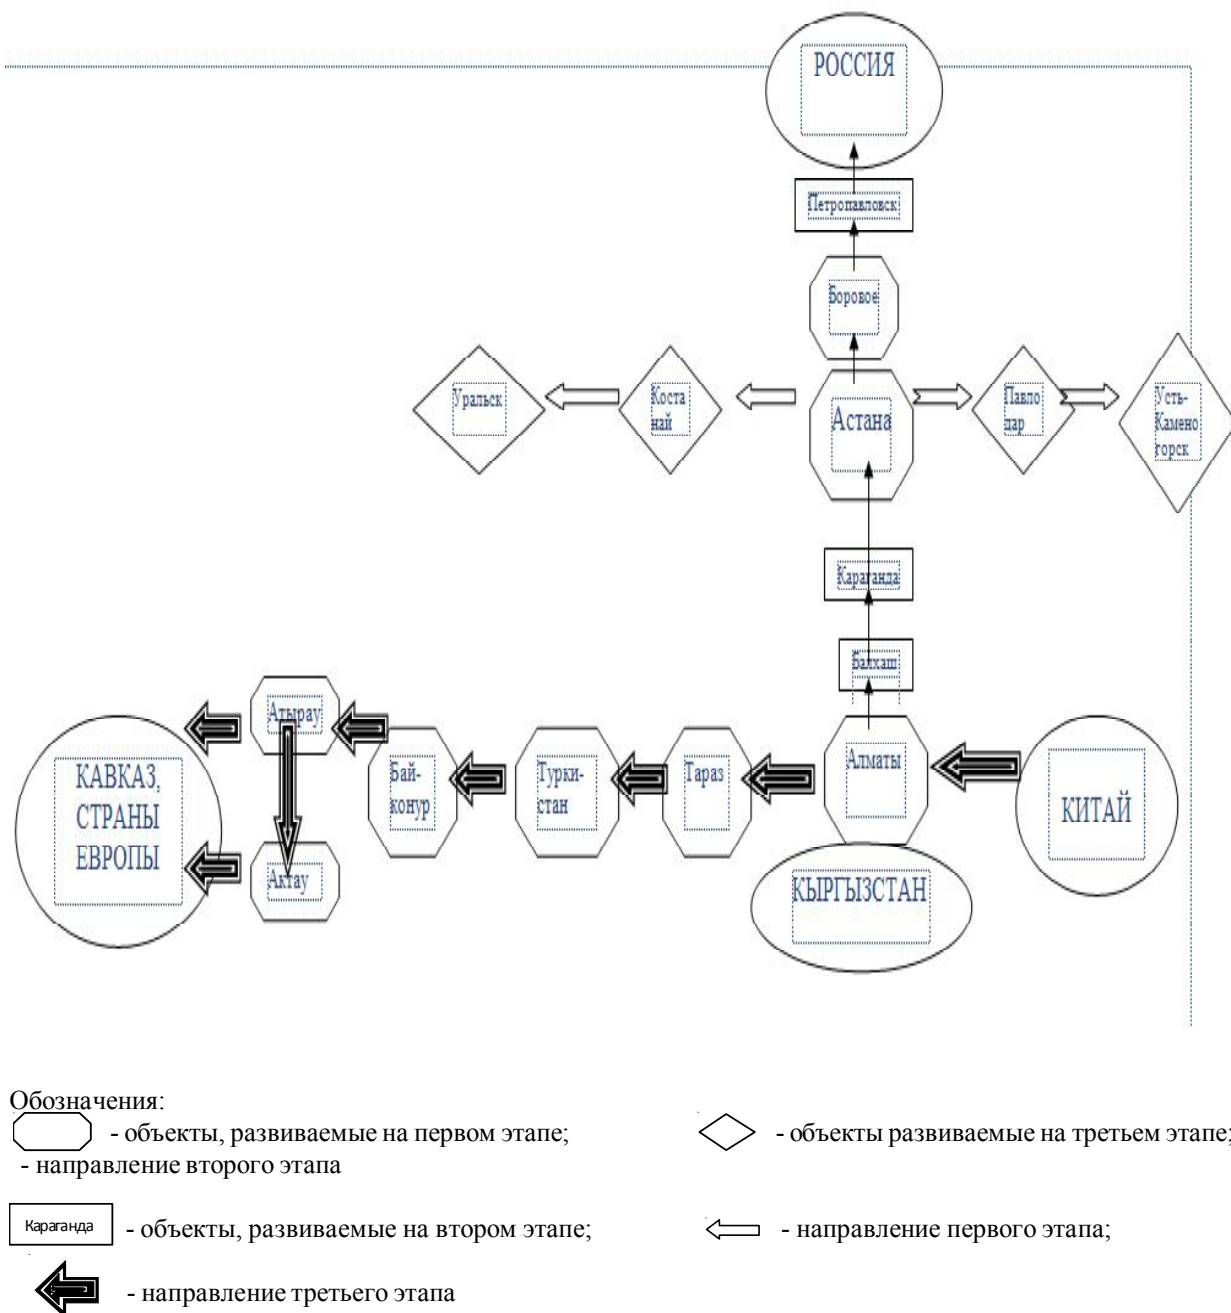 РОССИЯ
Петропавловск
Боровое
Уральск
Коста
най
Астана
Павло
дар
Усть-
Камено
горск
Караганда
Балхаш
Атырау
КАВКАЗ,
СТРАНЫ
ЕВРОПЫ
Бай-
конур
Турки-
стан
Тараз
Алматы
КИТАЙ
Актау
КЫРГЫЗСТАН
Обозначения:
- объекты, развиваемые на первом этапе;
- объекты развиваемые на третьем этапе;
- направление второго этапа
Караганда
- объекты, развиваемые на втором этапе;
- направление первого этапа;
- направление третьего этапа